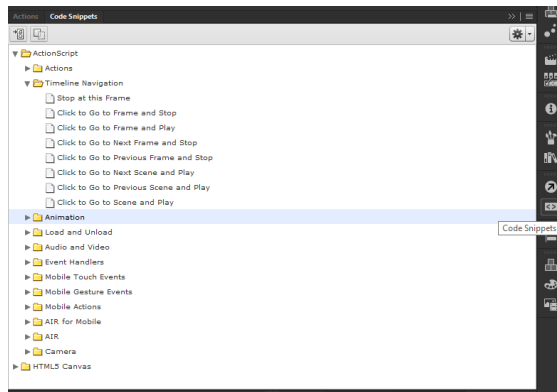 Actions Code Snippets
ActionScript
Actions
Timeline Navigation
Stop at this Frame
Click to Go to Frame and Stop
Click to Go to Frame and Play
Click to Go to Next Frame and Stop
Click to Go to Previous Frame and Stop
Click to Go to Next Scene and Play
Click to Go to Previous Scene and Play
Click to Go to Scene and Play
Animation
Load and Unload
Code Snippets
Audio and Video
Event Handlers
Mobile Touch Events
Mobile Gesture Events
Mobile Actions
AIR for Mobile
AIR
Camera
HTML5 Canvas